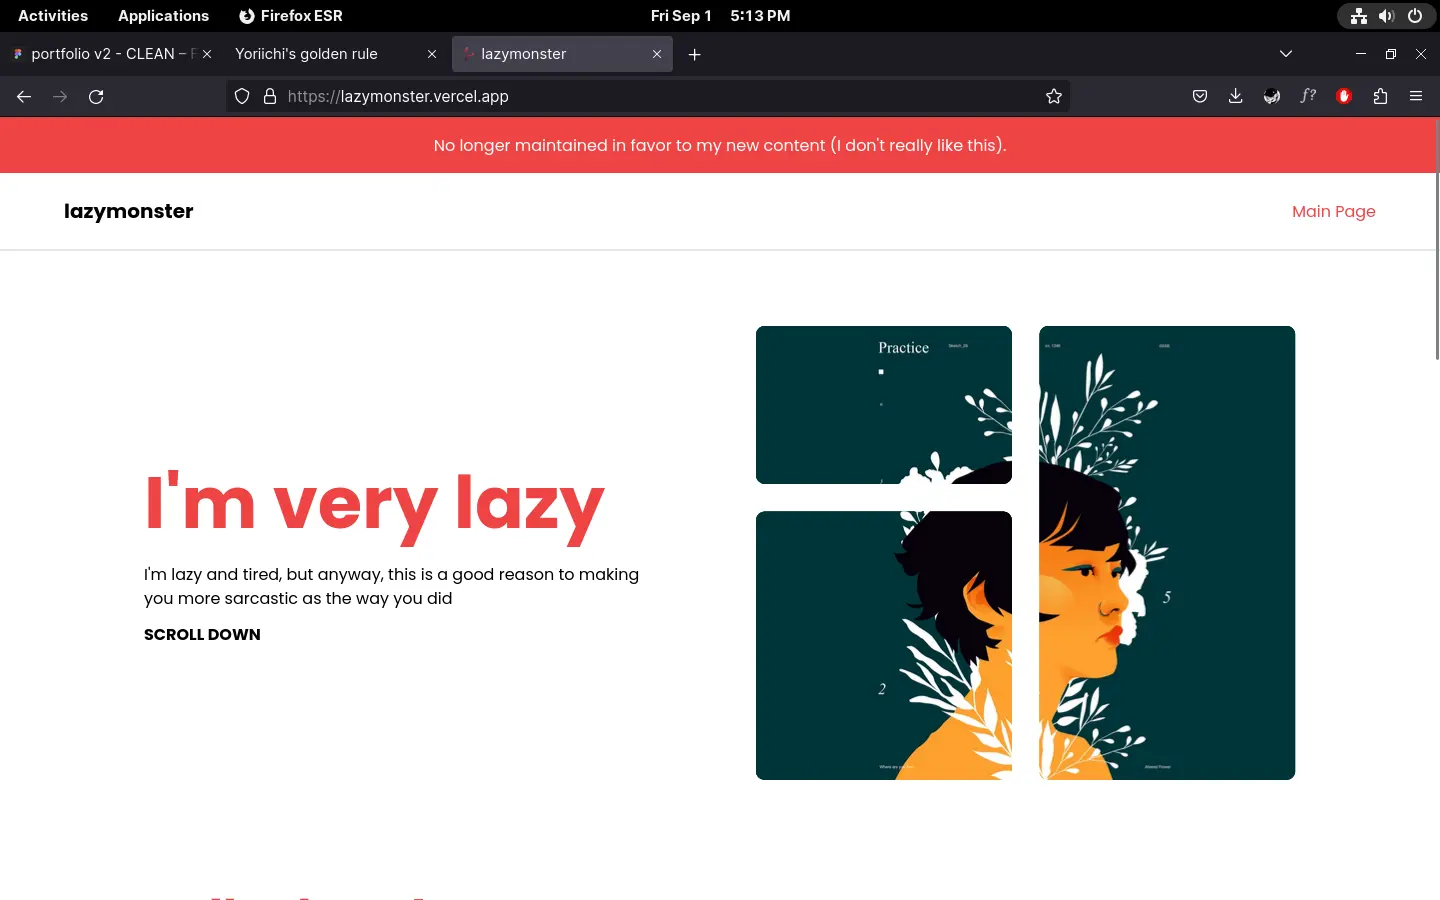 Activities Applications Firefox ESR Fri Sep 1 5:13 PM
portfolio v2 - CLEAN – F Yoriichi's golden rule lazymonster
https://lazymonster.vercel.app
No longer maintained in favor to my new content (I don't really like this).
lazymonster Main Page
Practice
I'm very lazy
I'm lazy and tired, but anyway, this is a good reason to making
you more sarcastic as the way you did
SCROLL DOWN
5
2